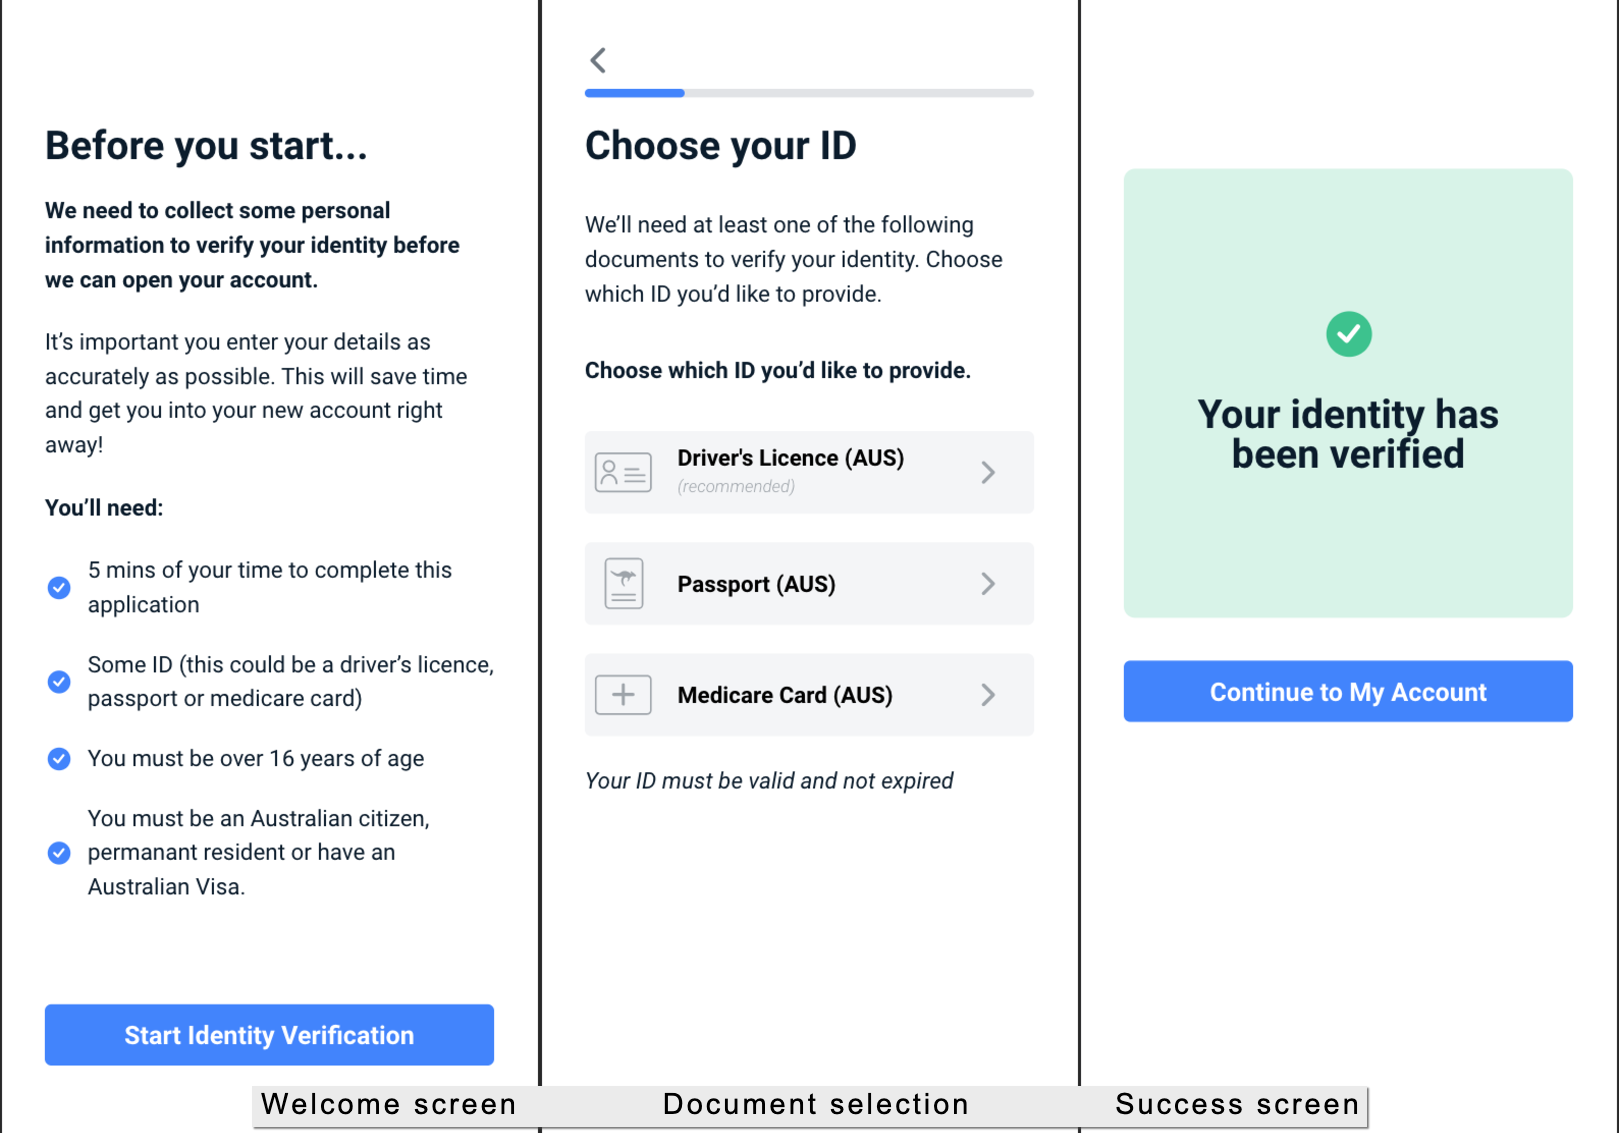 Before you start...
We need to collect some personal
information to verify your identity before
we can open your account.
It’s important you enter your details as
accurately as possible. This will save time
and get you into your new account right
away!
You’ll need:
5 mins of your time to complete this
application
Some ID (this could be a driver’s licence,
passport or medicare card)
You must be over 16 years of age
You must be an Australian citizen,
permanant resident or have an
Australian Visa.
Start Identity Verification
Welcome screen
Choose your ID
We’ll need at least one of the following
documents to verify your identity. Choose
which ID you’d like to provide.
Choose which ID you’d like to provide.
Driver's Licence (AUS)
(recommended)
Passport (AUS)
Medicare Card (AUS)
Your ID must be valid and not expired
Document selection
Your identity has
been verified
Continue to My Account
Success screen